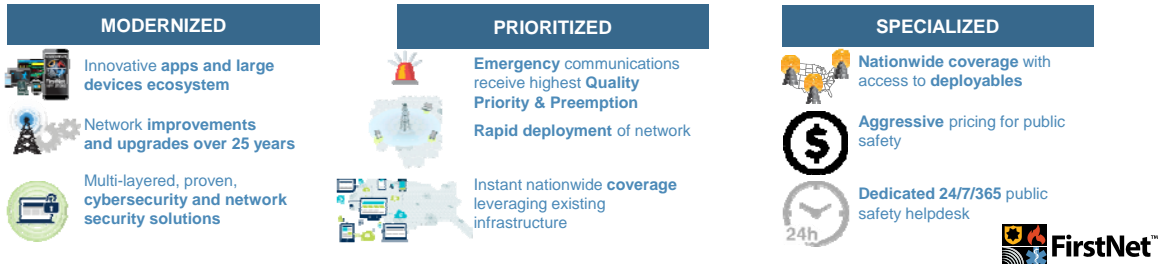 MODERNIZED
Innovative apps and large
devices ecosystem
Network improvements
and upgrades over 25 years
Multi-layered, proven,
cybersecurity and network
security solutions
PRIORITIZED
Emergency communications
receive highest Quality
Priority & Preemption
Rapid deployment of network
Instant nationwide coverage
leveraging existing
infrastructure
SPECIALIZED
Nationwide coverage with
access to deployables
$
Aggressive pricing for public
safety
24h
Dedicated 24/7/365 public
safety helpdesk
FirstNet™